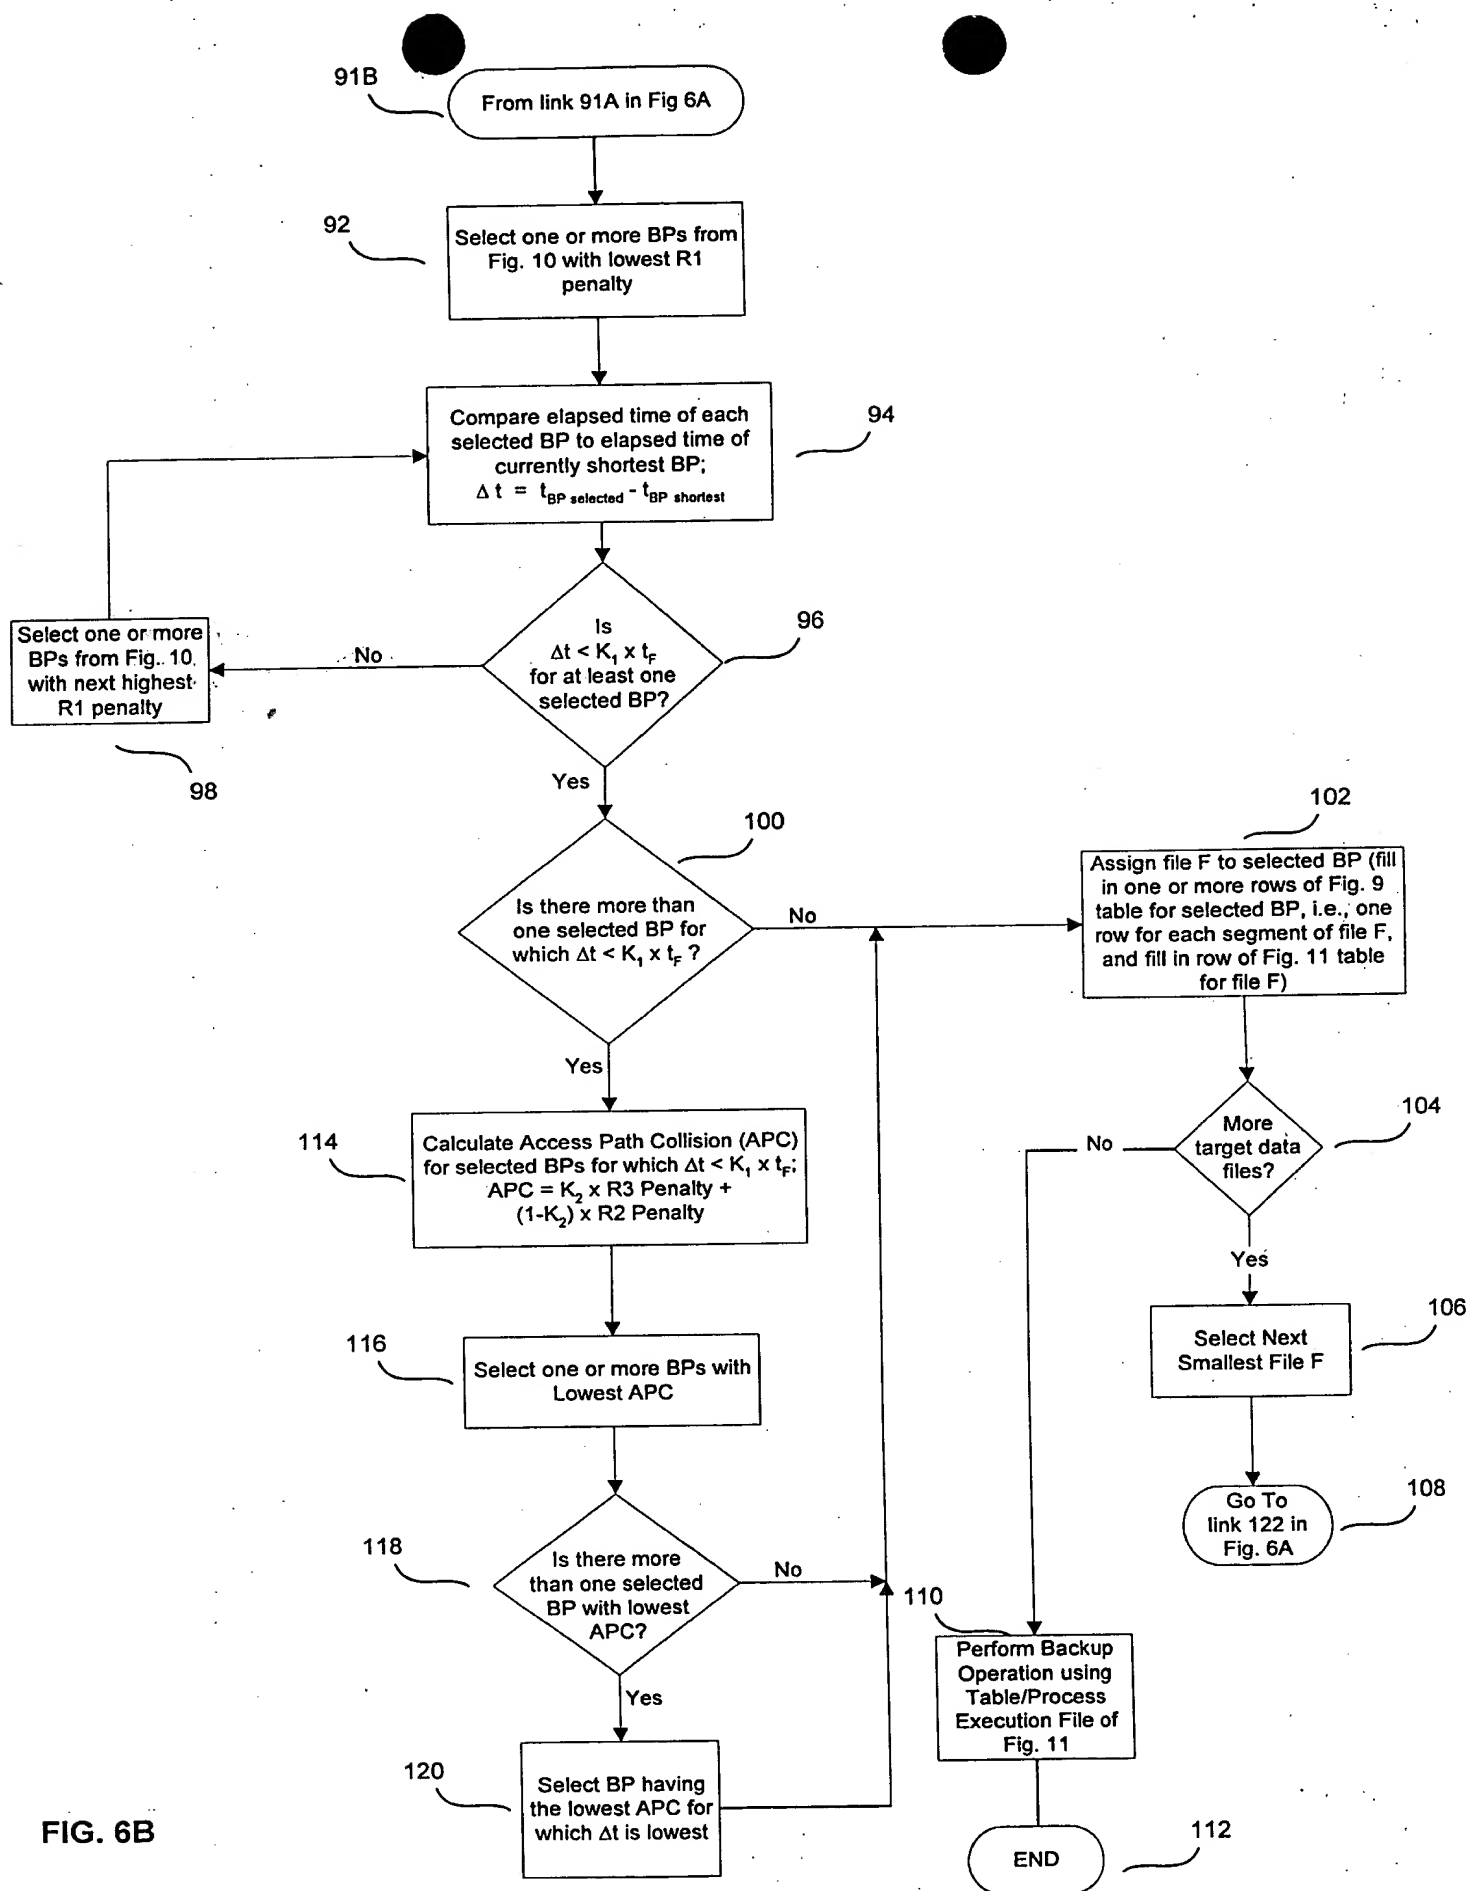 91B
From link 91A in Fig 6A
92
Select one or more BPs from
Fig. 10 with lowest R1
penalty
94
Compare elapsed time of each
selected BP to elapsed time of
currently shortest BP;
Δ t = t BP selected - t BP shortest
96
Is
Δt < K₁ x t_F
for at least one
selected BP?
No
Select one or more
BPs from Fig. 10
with next highest
R1 penalty
98
Yes
100
Is there more than
one selected BP for
which Δt < K₁ x t_F ?
No
102
Assign file F to selected BP (fill
in one or more rows of Fig. 9
table for selected BP, i.e., one
row for each segment of file F,
and fill in row of Fig. 11 table
for file F)
Yes
104
More
target data
files?
No
Yes
106
Select Next
Smallest File F
108
Go To
link 122 in
Fig. 6A
114
Calculate Access Path Collision (APC)
for selected BPs for which Δt < K₁ x t_F;
APC = K₂ x R3 Penalty +
(1-K₂) x R2 Penalty
116
Select one or more BPs with
Lowest APC
118
Is there more
than one selected
BP with lowest
APC?
No
Yes
120
Select BP having
the lowest APC for
which Δt is lowest
110
Perform Backup
Operation using
Table/Process
Execution File of
Fig. 11
112
END
FIG. 6B